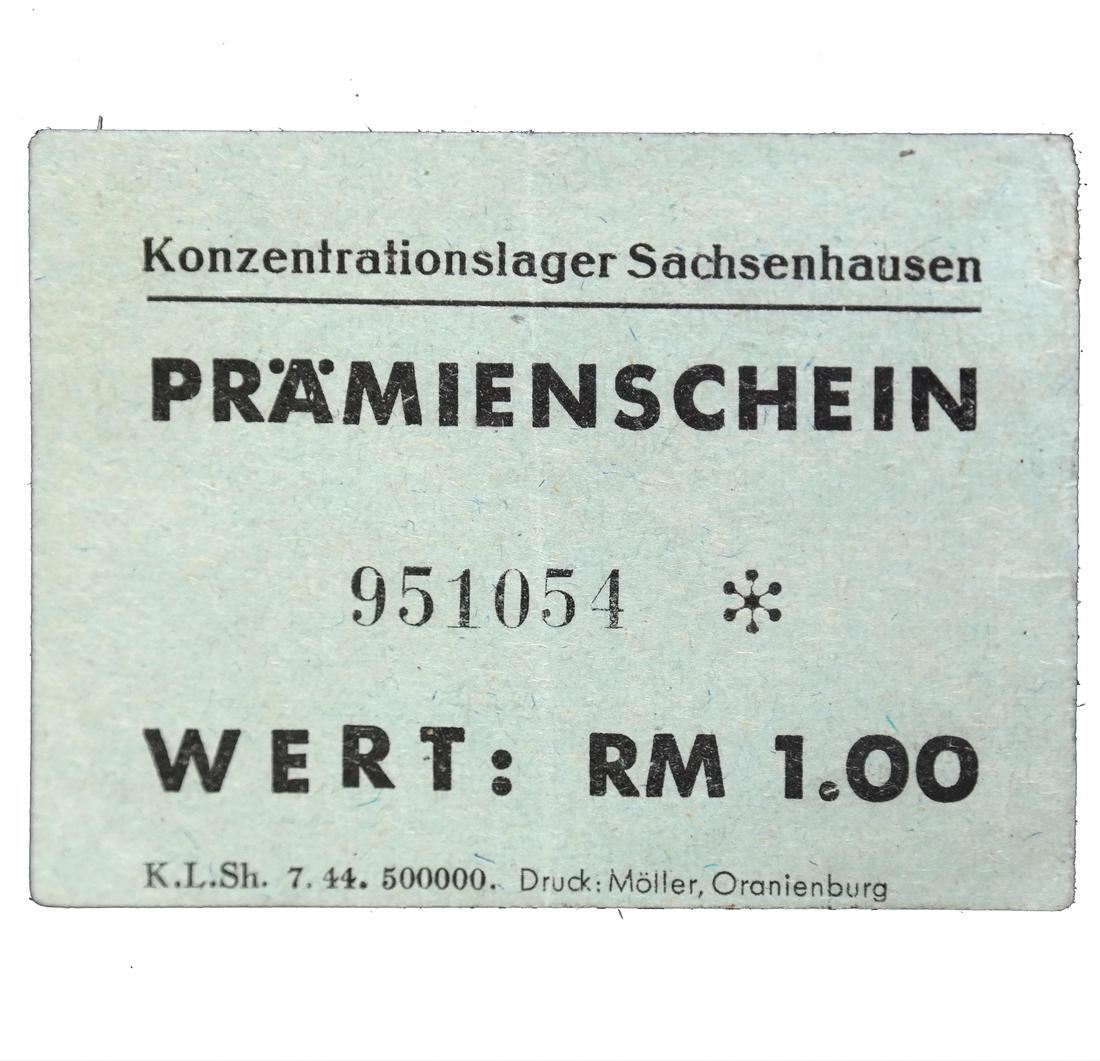 Konzentrationslager Sachsenhausen
PRÄMIENSCHEIN
951054 *
WERT: RM 1.00
K.L.Sh. 7. 44. 500000. Druck: Möller, Oranienburg